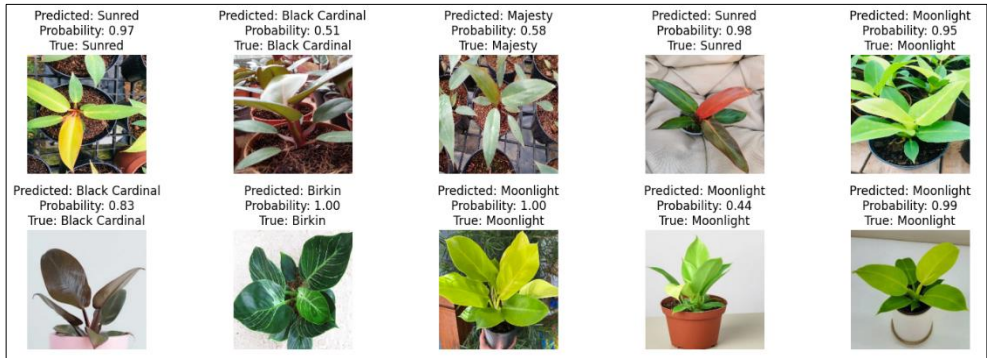 Predicted: Sunred
Probability: 0.97
True: Sunred
Predicted: Black Cardinal
Probability: 0.51
True: Black Cardinal
Predicted: Majesty
Probability: 0.58
True: Majesty
Predicted: Sunred
Probability: 0.98
True: Sunred
Predicted: Moonlight
Probability: 0.95
True: Moonlight
Predicted: Black Cardinal
Probability: 0.83
True: Black Cardinal
Predicted: Birkin
Probability: 1.00
True: Birkin
Predicted: Moonlight
Probability: 1.00
True: Moonlight
Predicted: Moonlight
Probability: 0.44
True: Moonlight
Predicted: Moonlight
Probability: 0.99
True: Moonlight